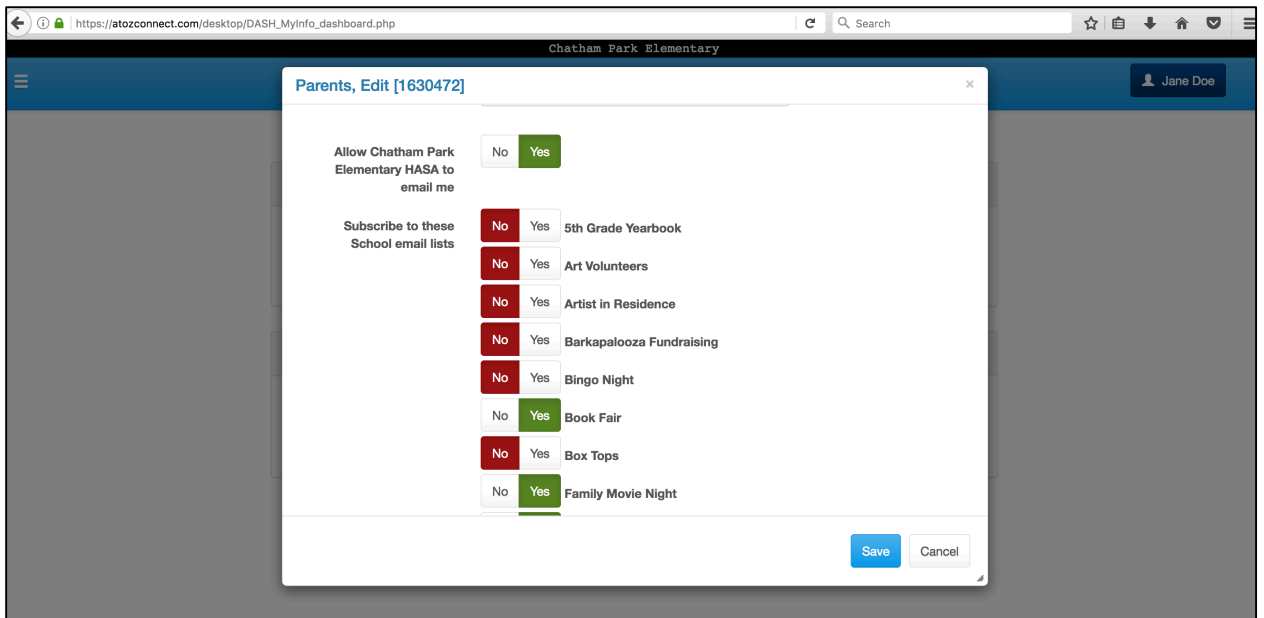 https://atozconnect.com/desktop/DASH_MyInfo_dashboard.php
Search
Chatham Park Elementary
Jane Doe
Parents, Edit [1630472]
×
Allow Chatham Park
Elementary HASA to
email me
No Yes
Subscribe to these
School email lists
No Yes 5th Grade Yearbook
No Yes Art Volunteers
No Yes Artist in Residence
No Yes Barkapalooza Fundraising
No Yes Bingo Night
No Yes Book Fair
No Yes Box Tops
No Yes Family Movie Night
Save Cancel